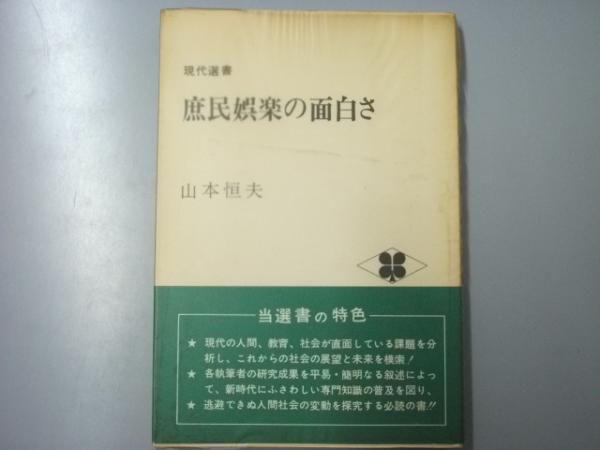 現代選書
庶民娯楽の面白さ
山本恒夫
当選書の特色
★ 現代の人間、教育、社会が直面している課題を分
析し、これからの社会の展望と未来を模索!
★ 各執筆者の研究成果を平易・簡明なる叙述によっ
て、新時代にふさわしい専門知識の普及を図り、
★ 逃避できぬ人間社会の変動を探究する必読の書!!